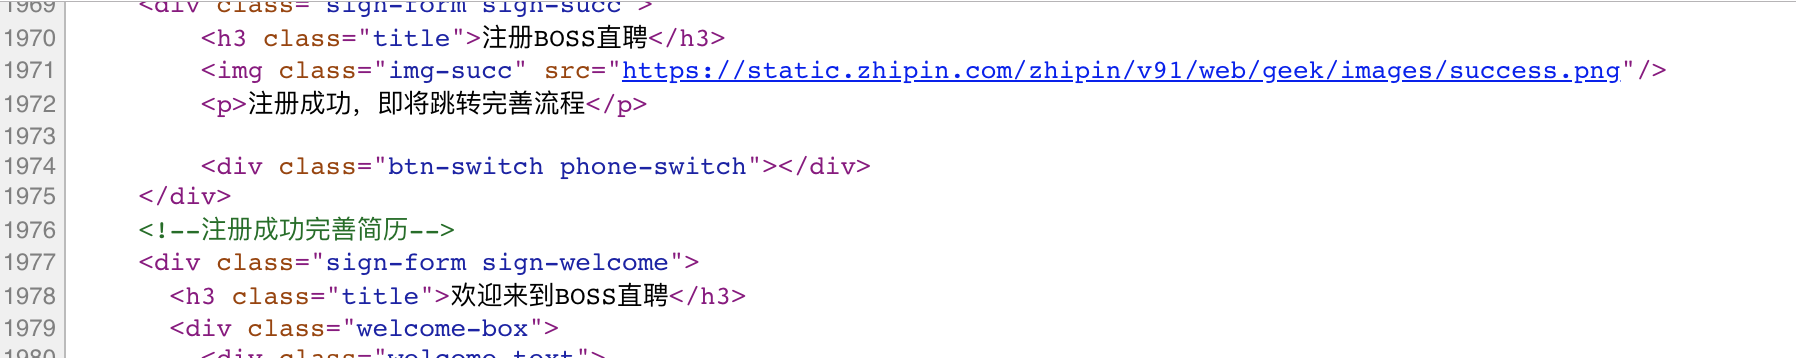 1969 <div class="sign-form sign-succ">
1970 <h3 class="title">注册BOSS直聘</h3>
1971 <img class="img-succ" src="https://static.zhipin.com/zhipin/v91/web/geek/images/success.png"/>
1972 <p>注册成功，即将跳转完善流程</p>
1973
1974 <div class="btn-switch phone-switch"></div>
1975 </div>
1976 <!--注册成功完善简历-->
1977 <div class="sign-form sign-welcome">
1978 <h3 class="title">欢迎来到BOSS直聘</h3>
1979 <div class="welcome-box">
1980 <div class="welcome-text">